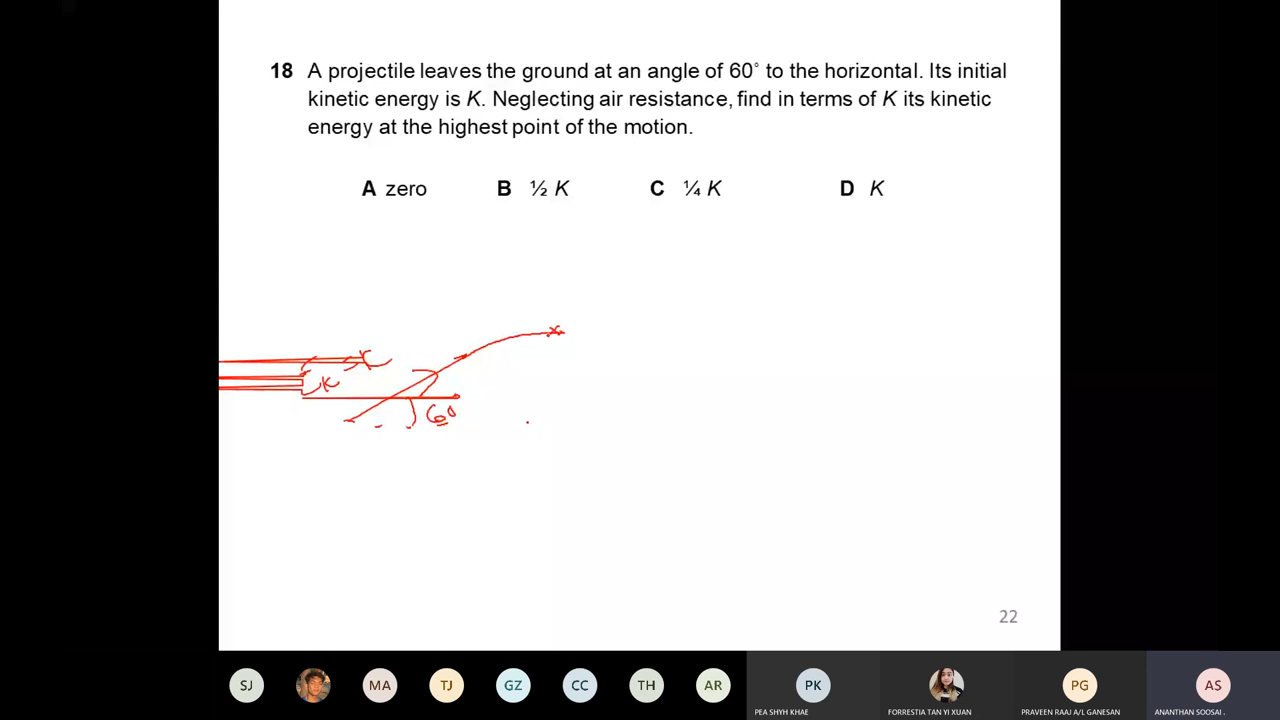 18 A projectile leaves the ground at an angle of 60° to the horizontal. Its initial
kinetic energy is K. Neglecting air resistance, find in terms of K its kinetic
energy at the highest point of the motion.
A zero B ½ K C ¼ K D K
K
60
22
SJ MA TJ GZ CC TH AR PK PG AS
PEA SHYH KHAE FORRESTIA TAN YI XUAN PRAVEEN RAAJ A/L GANESAN ANANTHAN SOOSAI .